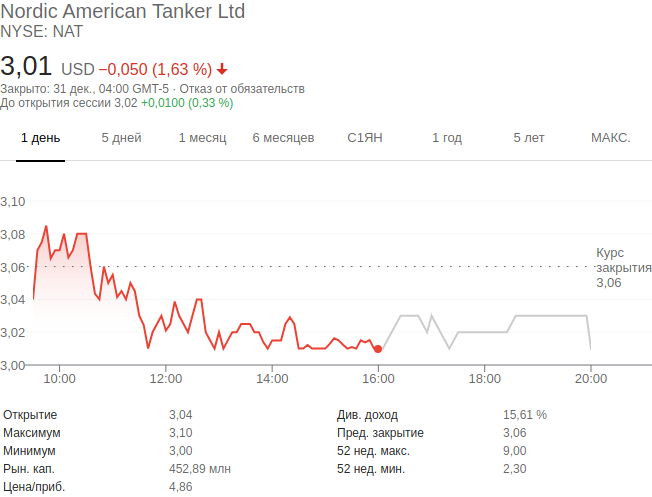 Nordic American Tanker Ltd
NYSE: NAT
3,01 USD −0,050 (1,63 %)
Закрыто: 31 дек., 04:00 GMT-5 · Отказ от обязательств
До открытия сессии 3,02 +0,0100 (0,33 %)
1 день 5 дней 1 месяц 6 месяцев С1ЯН 1 год 5 лет МАКС.
3,10
3,08
3,06
3,04
3,02
3,00
Курс
закрытия
3,06
10:00 12:00 14:00 16:00 18:00 20:00
Открытие 3,04
Максимум 3,10
Минимум 3,00
Рын. кап. 452,89 млн
Цена/приб. 4,86
Див. доход 15,61 %
Пред. закрытие 3,06
52 нед. макс. 9,00
52 нед. мин. 2,30